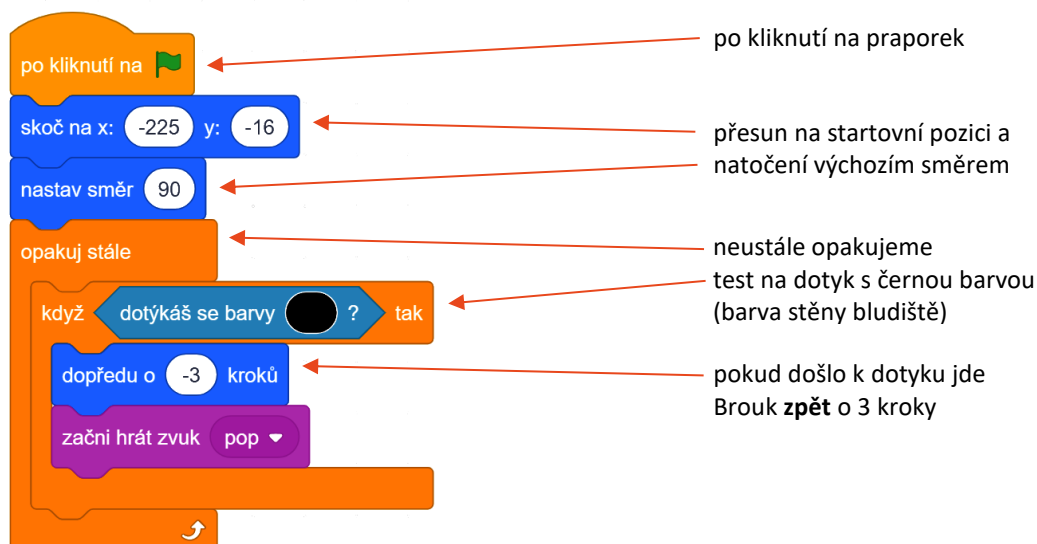 po kliknutí na
po kliknutí na praporek
skoč na x: -225 y: -16
přesun na startovní pozici a
natočení výchozím směrem
nastav směr 90
opakuj stále
neustále opakujeme
test na dotyk s černou barvou
(barva stěny bludiště)
když dotýkáš se barvy ? tak
dopředu o -3 kroků
pokud došlo k dotyku jde
Brouk zpět o 3 kroky
začni hrát zvuk pop